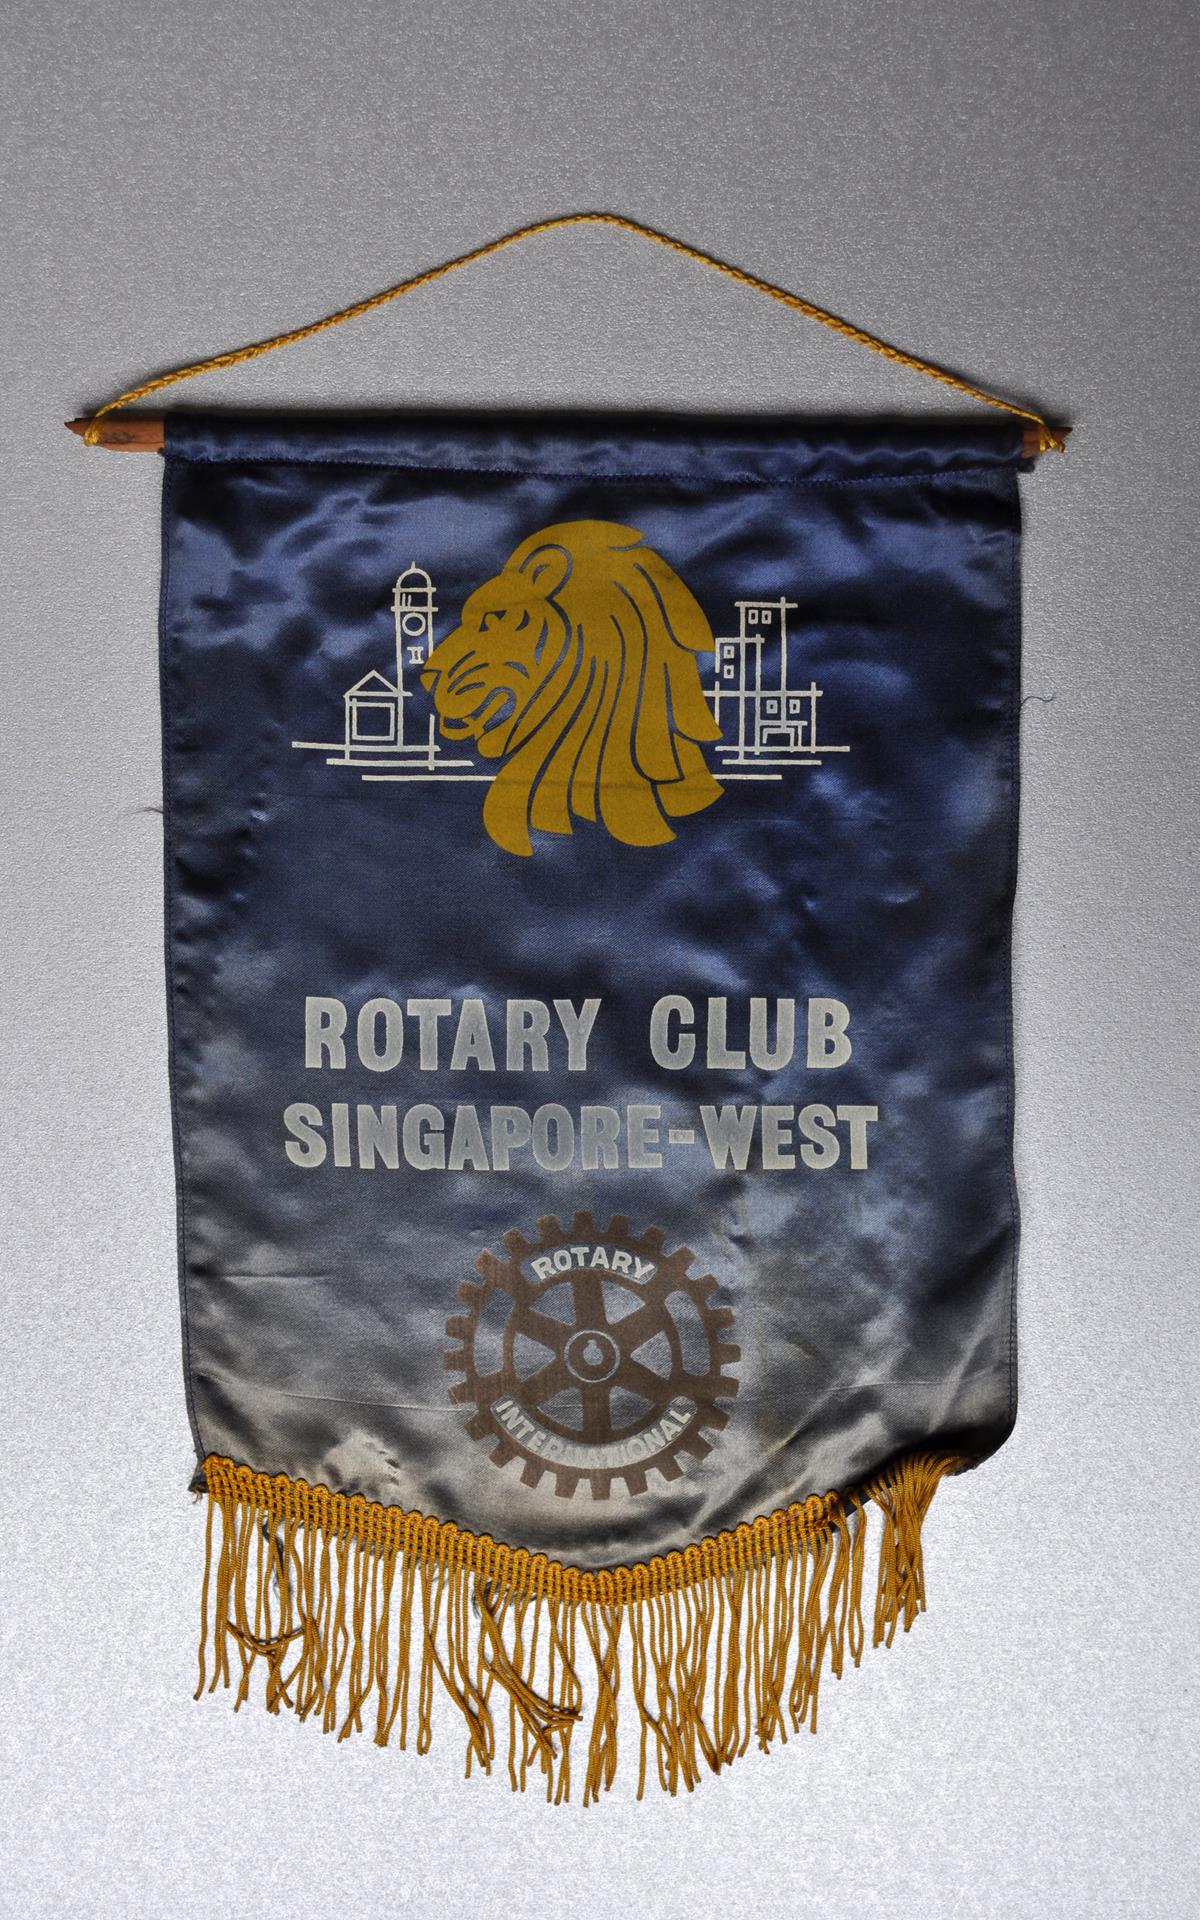 ROTARY CLUB
SINGAPORE-WEST
ROTARY
INTERNATIONAL